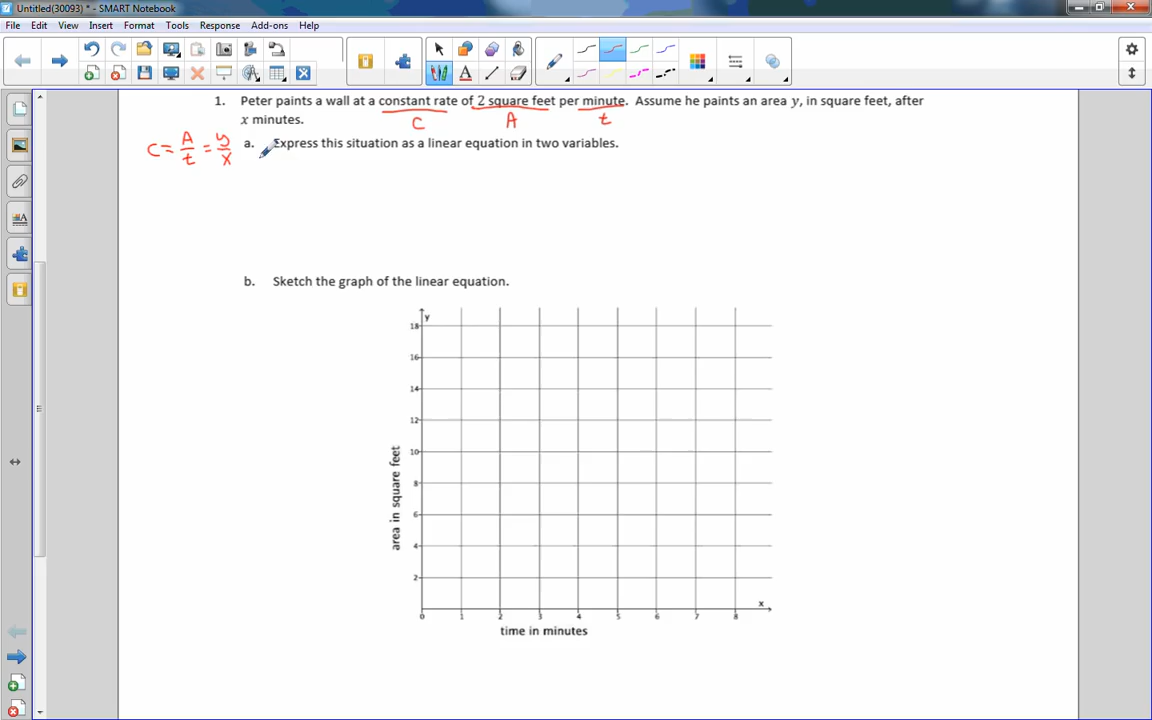 Untitled(30093) * - SMART Notebook
File Edit View Insert Format Tools Response Add-ons Help
1. Peter paints a wall at a constant rate of 2 square feet per minute. Assume he paints an area y, in square feet, after
x minutes.
C A t
C = A/t = y/x
a. Express this situation as a linear equation in two variables.
b. Sketch the graph of the linear equation.
y
18
16
14
12
10
8
6
4
2
area in square feet
x
0 1 2 3 4 5 6 7 8
time in minutes